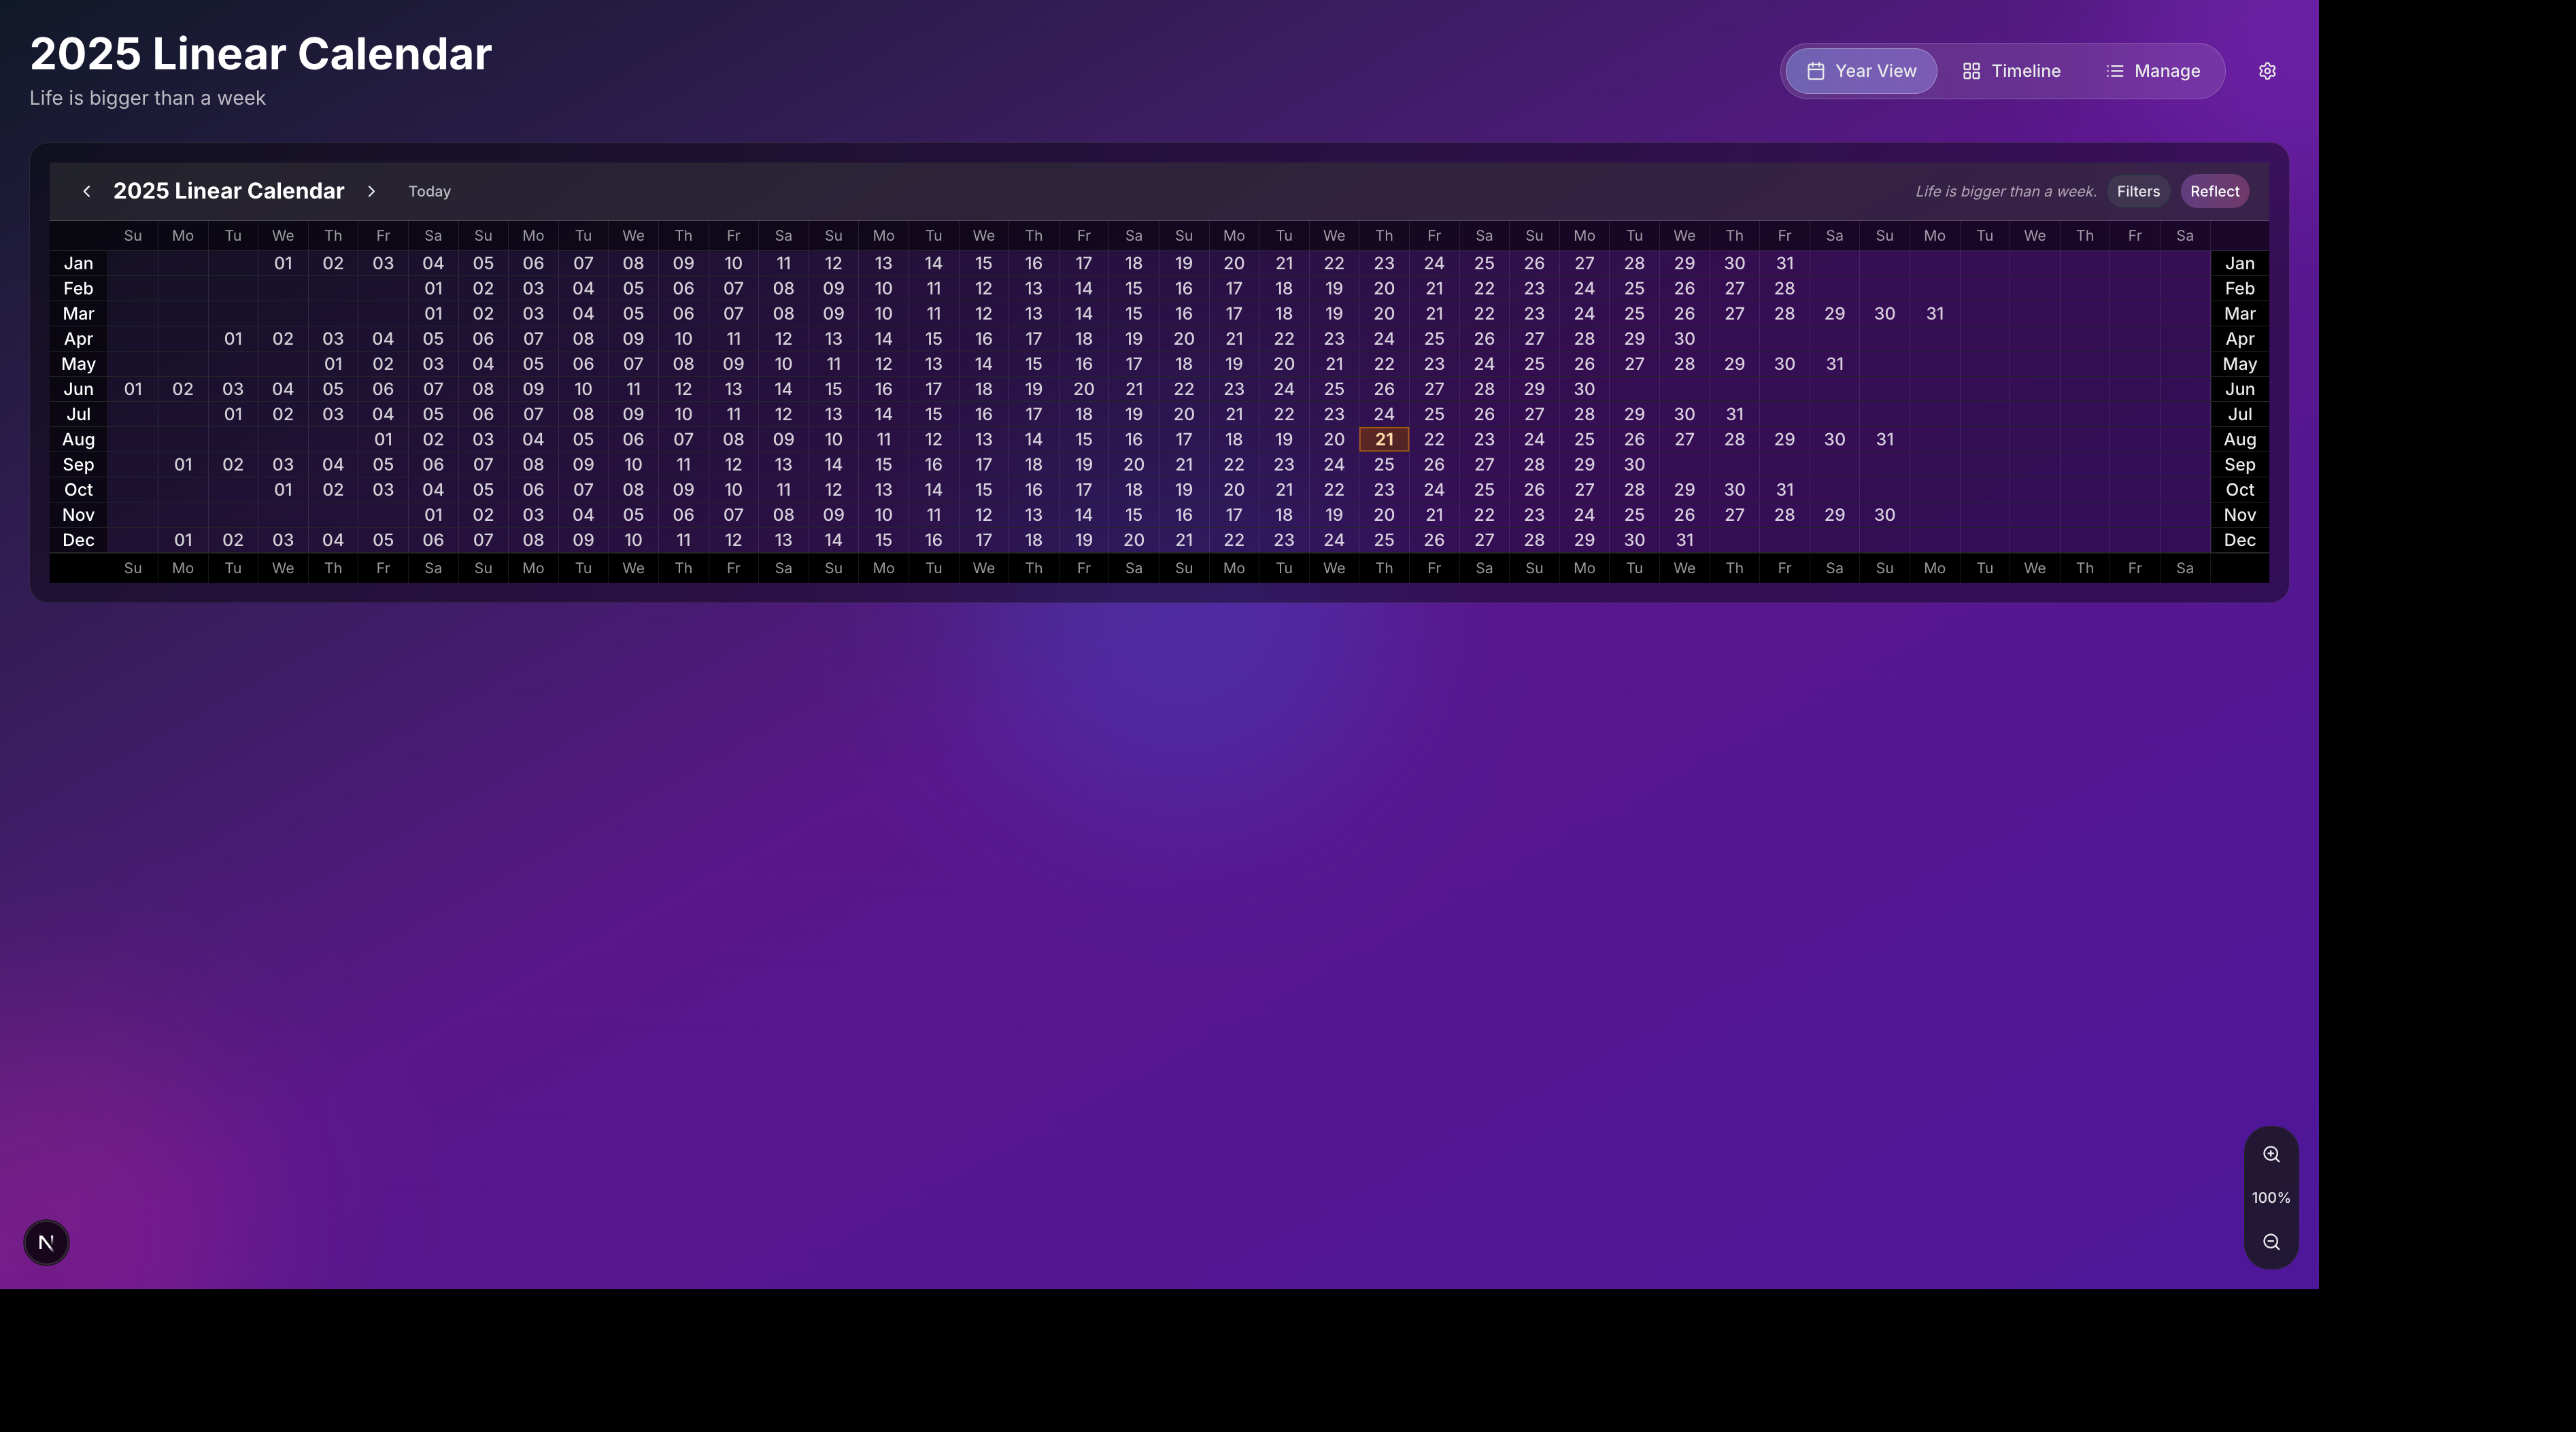 2025 Linear Calendar
Life is bigger than a week
Year View Timeline Manage
2025 Linear Calendar Today Life is bigger than a week. Filters Reflect
Su Mo Tu We Th Fr Sa Su Mo Tu We Th Fr Sa Su Mo Tu We Th Fr Sa Su Mo Tu We Th Fr Sa Su Mo Tu We Th Fr Sa Su Mo Tu We Th Fr Sa
Jan 01 02 03 04 05 06 07 08 09 10 11 12 13 14 15 16 17 18 19 20 21 22 23 24 25 26 27 28 29 30 31 Jan
Feb 01 02 03 04 05 06 07 08 09 10 11 12 13 14 15 16 17 18 19 20 21 22 23 24 25 26 27 28 Feb
Mar 01 02 03 04 05 06 07 08 09 10 11 12 13 14 15 16 17 18 19 20 21 22 23 24 25 26 27 28 29 30 31 Mar
Apr 01 02 03 04 05 06 07 08 09 10 11 12 13 14 15 16 17 18 19 20 21 22 23 24 25 26 27 28 29 30 Apr
May 01 02 03 04 05 06 07 08 09 10 11 12 14 15 16 17 18 19 20 21 22 23 24 25 26 27 28 29 30 31 May
Jun 01 02 03 04 05 06 07 08 09 10 11 12 13 14 15 16 17 18 19 20 21 22 23 24 25 26 27 28 29 30 Jun
Jul 01 02 03 04 05 06 07 08 09 10 11 12 13 14 15 16 17 18 19 20 21 22 23 24 25 26 27 28 29 30 31 Jul
Aug 01 02 03 04 05 06 07 08 09 10 11 12 13 14 15 16 17 18 19 20 21 22 23 24 25 26 27 28 29 30 31 Aug
Sep 01 02 03 04 05 06 07 08 09 10 11 12 13 14 15 16 17 18 19 20 21 22 23 24 25 26 27 28 29 30 Sep
Oct 01 02 03 04 05 06 07 08 09 10 11 12 13 14 15 16 17 18 19 20 21 22 23 24 25 26 27 28 29 30 31 Oct
Nov 01 02 03 04 05 06 07 08 09 10 11 12 13 14 15 16 17 18 19 20 21 22 23 24 25 26 27 28 29 30 Nov
Dec 01 02 03 04 05 06 07 08 09 10 11 12 13 14 15 16 17 18 19 20 21 22 23 24 25 26 27 28 29 30 31 Dec
Su Mo Tu We Th Fr Sa Su Mo Tu We Th Fr Sa Su Mo Tu We Th Fr Sa Su Mo Tu We Th Fr Sa Su Mo Tu We Th Fr Sa Su Mo Tu We Th Fr Sa
100%
N